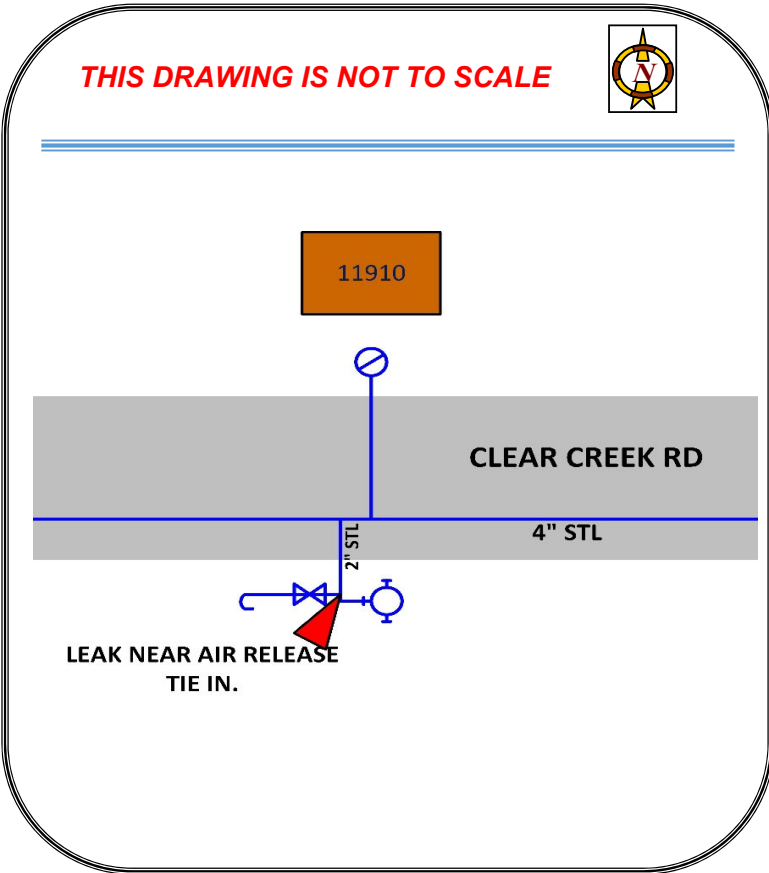 THIS DRAWING IS NOT TO SCALE
N
11910
CLEAR CREEK RD
4" STL
2" STL
LEAK NEAR AIR RELEASE
TIE IN.